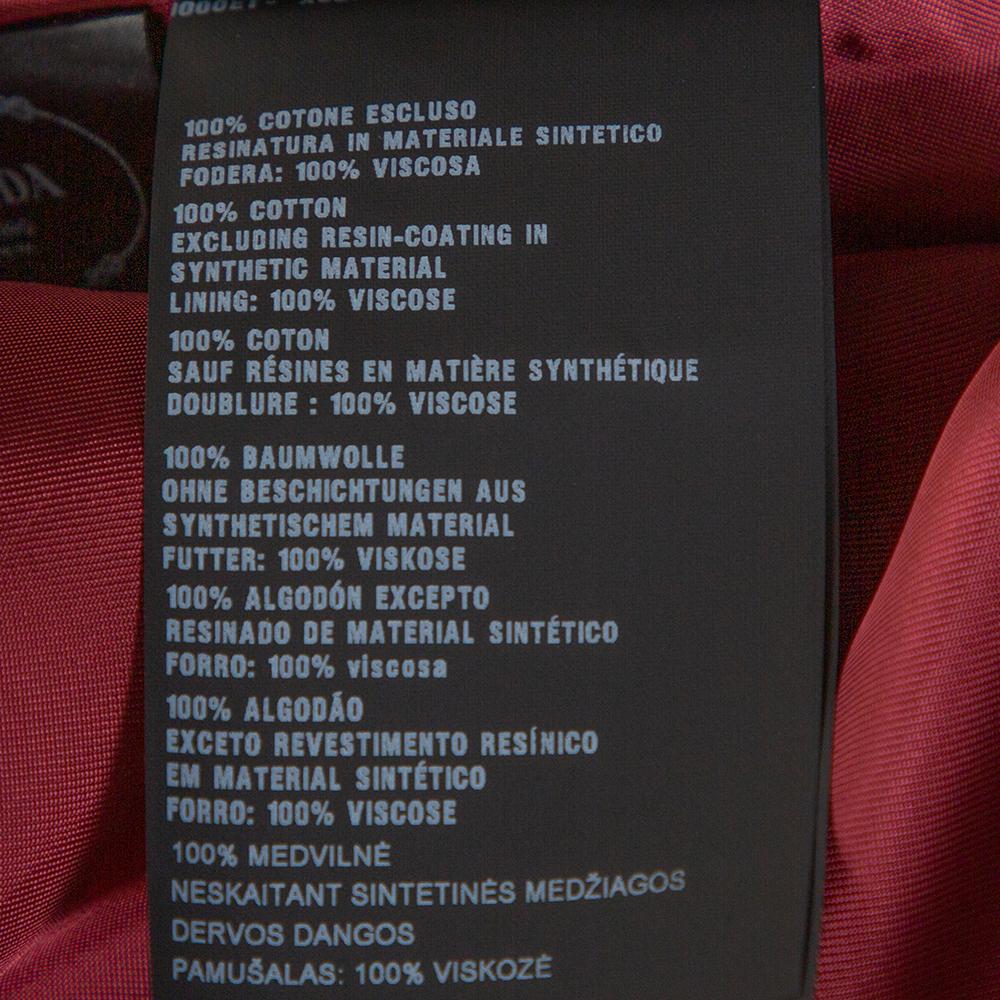 100% COTONE ESCLUSO
RESINATURA IN MATERIALE SINTETICO
FODERA: 100% VISCOSA
100% COTTON
EXCLUDING RESIN-COATING IN
SYNTHETIC MATERIAL
LINING: 100% VISCOSE
100% COTON
SAUF RÉSINES EN MATIÈRE SYNTHÉTIQUE
DOUBLURE : 100% VISCOSE
100% BAUMWOLLE
OHNE BESCHICHTUNGEN AUS
SYNTHETISCHEM MATERIAL
FUTTER: 100% VISKOSE
100% ALGODÓN EXCEPTO
RESINADO DE MATERIAL SINTÉTICO
FORRO: 100% viscosa
100% ALGODÃO
EXCETO REVESTIMENTO RESÍNICO
EM MATERIAL SINTÉTICO
FORRO: 100% VISCOSE
100% MEDVILNĖ
NESKAITANT SINTETINĖS MEDŽIAGOS
DERVOS DANGOS
PAMUŠALAS: 100% VISKOZĖ